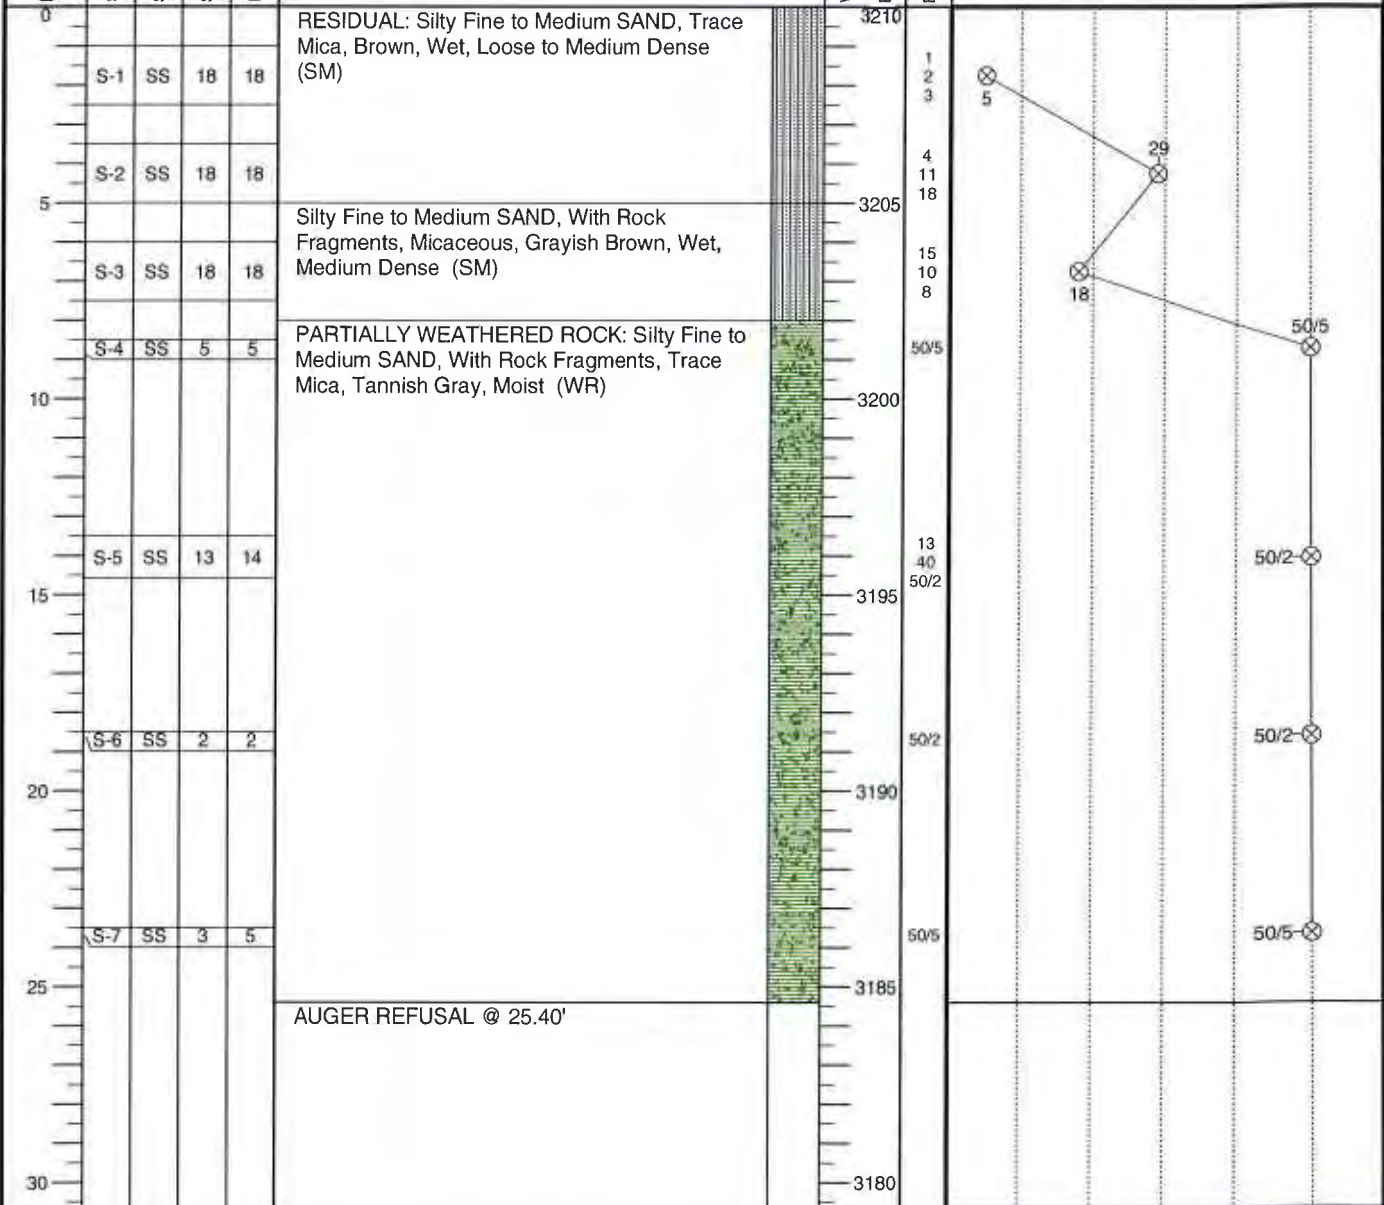 0
RESIDUAL: Silty Fine to Medium SAND, Trace
Mica, Brown, Wet, Loose to Medium Dense
(SM)
3210
S-1 SS 18 18
1
2
3
5
S-2 SS 18 18
4
11
18
29
5
Silty Fine to Medium SAND, With Rock
Fragments, Micaceous, Grayish Brown, Wet,
Medium Dense (SM)
3205
S-3 SS 18 18
15
10
8
18
S-4 SS 5 5
PARTIALLY WEATHERED ROCK: Silty Fine to
Medium SAND, With Rock Fragments, Trace
Mica, Tannish Gray, Moist (WR)
50/5
50/5
10
3200
S-5 SS 13 14
13
40
50/2
50/2
15
3195
S-6 SS 2 2
50/2
50/2
20
3190
S-7 SS 3 5
50/5
50/5
25
3185
AUGER REFUSAL @ 25.40'
30
3180